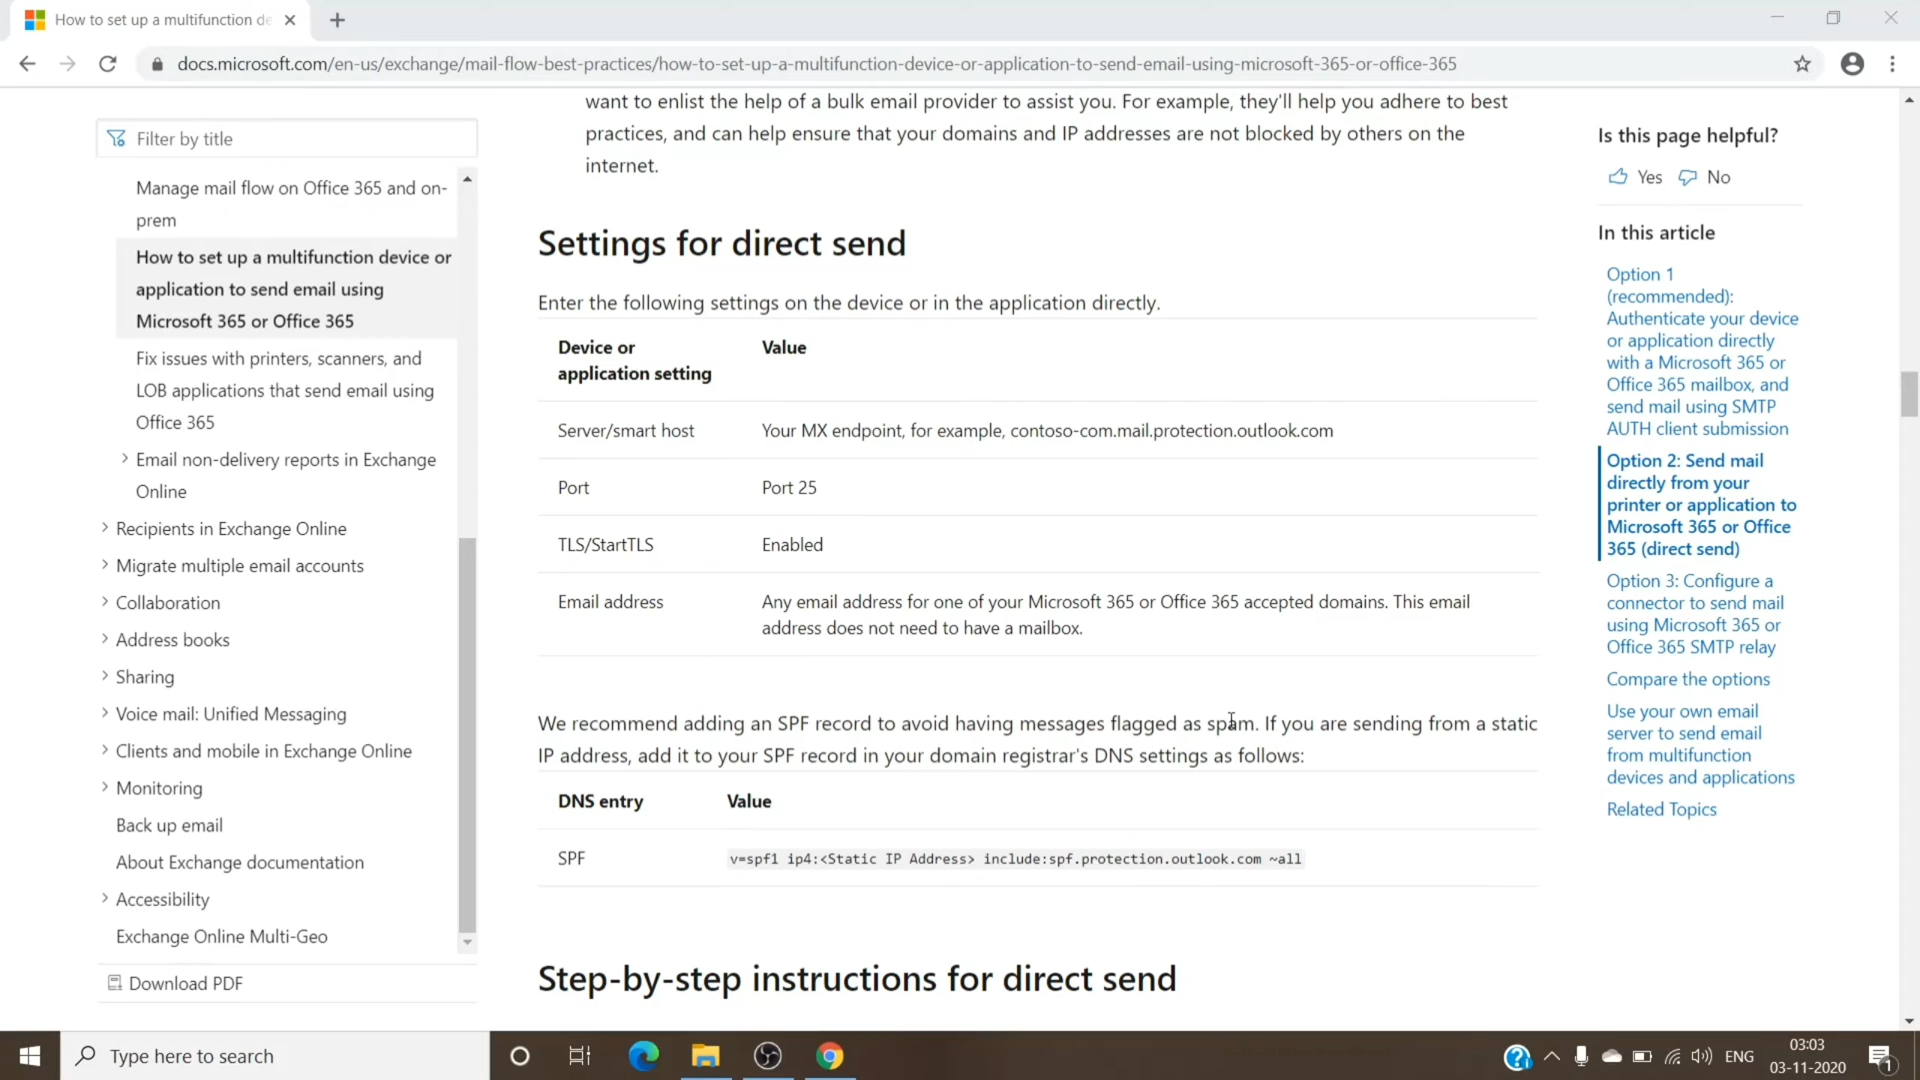 How to set up a multifunction de
docs.microsoft.com/en-us/exchange/mail-flow-best-practices/how-to-set-up-a-multifunction-device-or-application-to-send-email-using-microsoft-365-or-office-365
Filter by title
Manage mail flow on Office 365 and on-
prem
How to set up a multifunction device or
application to send email using
Microsoft 365 or Office 365
Fix issues with printers, scanners, and
LOB applications that send email using
Office 365
Email non-delivery reports in Exchange
Online
Recipients in Exchange Online
Migrate multiple email accounts
Collaboration
Address books
Sharing
Voice mail: Unified Messaging
Clients and mobile in Exchange Online
Monitoring
Back up email
About Exchange documentation
Accessibility
Exchange Online Multi-Geo
Download PDF
want to enlist the help of a bulk email provider to assist you. For example, they'll help you adhere to best
practices, and can help ensure that your domains and IP addresses are not blocked by others on the
internet.
Settings for direct send
Enter the following settings on the device or in the application directly.
Device or
application setting
Value
Server/smart host
Your MX endpoint, for example, contoso-com.mail.protection.outlook.com
Port
Port 25
TLS/StartTLS
Enabled
Email address
Any email address for one of your Microsoft 365 or Office 365 accepted domains. This email
address does not need to have a mailbox.
We recommend adding an SPF record to avoid having messages flagged as spam. If you are sending from a static
IP address, add it to your SPF record in your domain registrar's DNS settings as follows:
DNS entry
Value
SPF
v=spf1 ip4:<Static IP Address> include:spf.protection.outlook.com ~all
Step-by-step instructions for direct send
Is this page helpful?
Yes
No
In this article
Option 1
(recommended):
Authenticate your device
or application directly
with a Microsoft 365 or
Office 365 mailbox, and
send mail using SMTP
AUTH client submission
Option 2: Send mail
directly from your
printer or application to
Microsoft 365 or Office
365 (direct send)
Option 3: Configure a
connector to send mail
using Microsoft 365 or
Office 365 SMTP relay
Compare the options
Use your own email
server to send email
from multifunction
devices and applications
Related Topics
Type here to search
ENG
03:03
03-11-2020
1